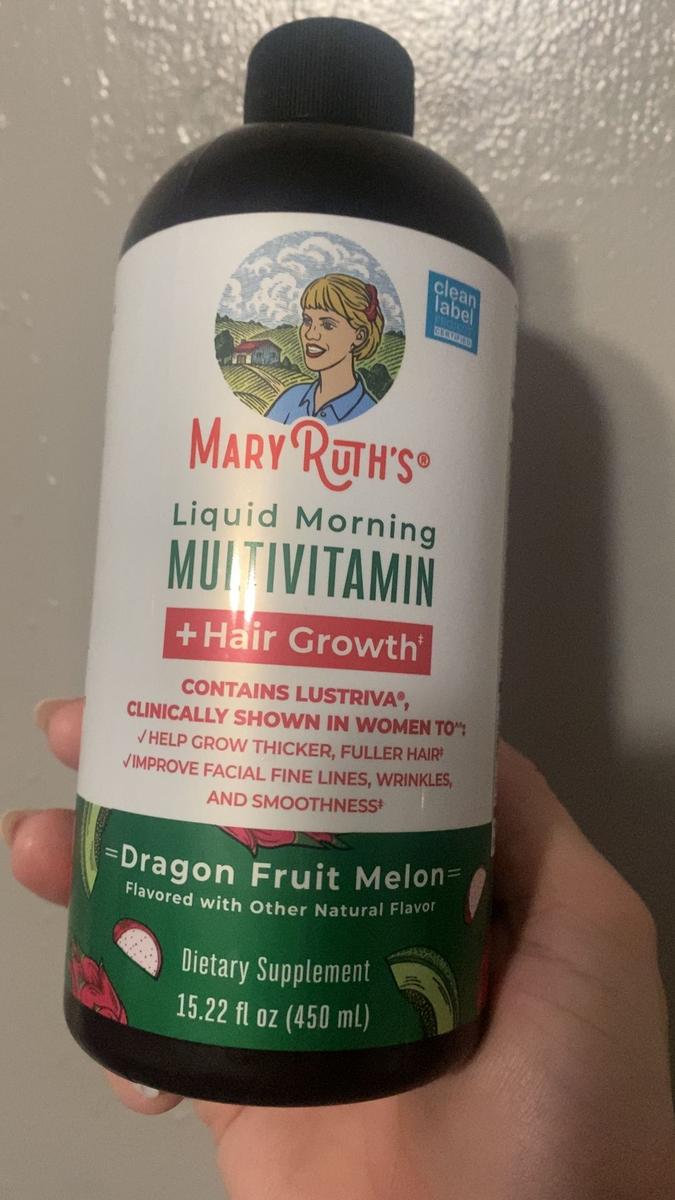 clean
label
PROJECT
CERTIFIED
MARY RUTH'S®
Liquid Morning
MULTIVITAMIN
+Hair Growth‡
CONTAINS LUSTRIVA®,
CLINICALLY SHOWN IN WOMEN TO^^:
✓HELP GROW THICKER, FULLER HAIR‡
✓IMPROVE FACIAL FINE LINES, WRINKLES,
AND SMOOTHNESS‡
=Dragon Fruit Melon=
Flavored with Other Natural Flavor
Dietary Supplement
15.22 fl oz (450 mL)